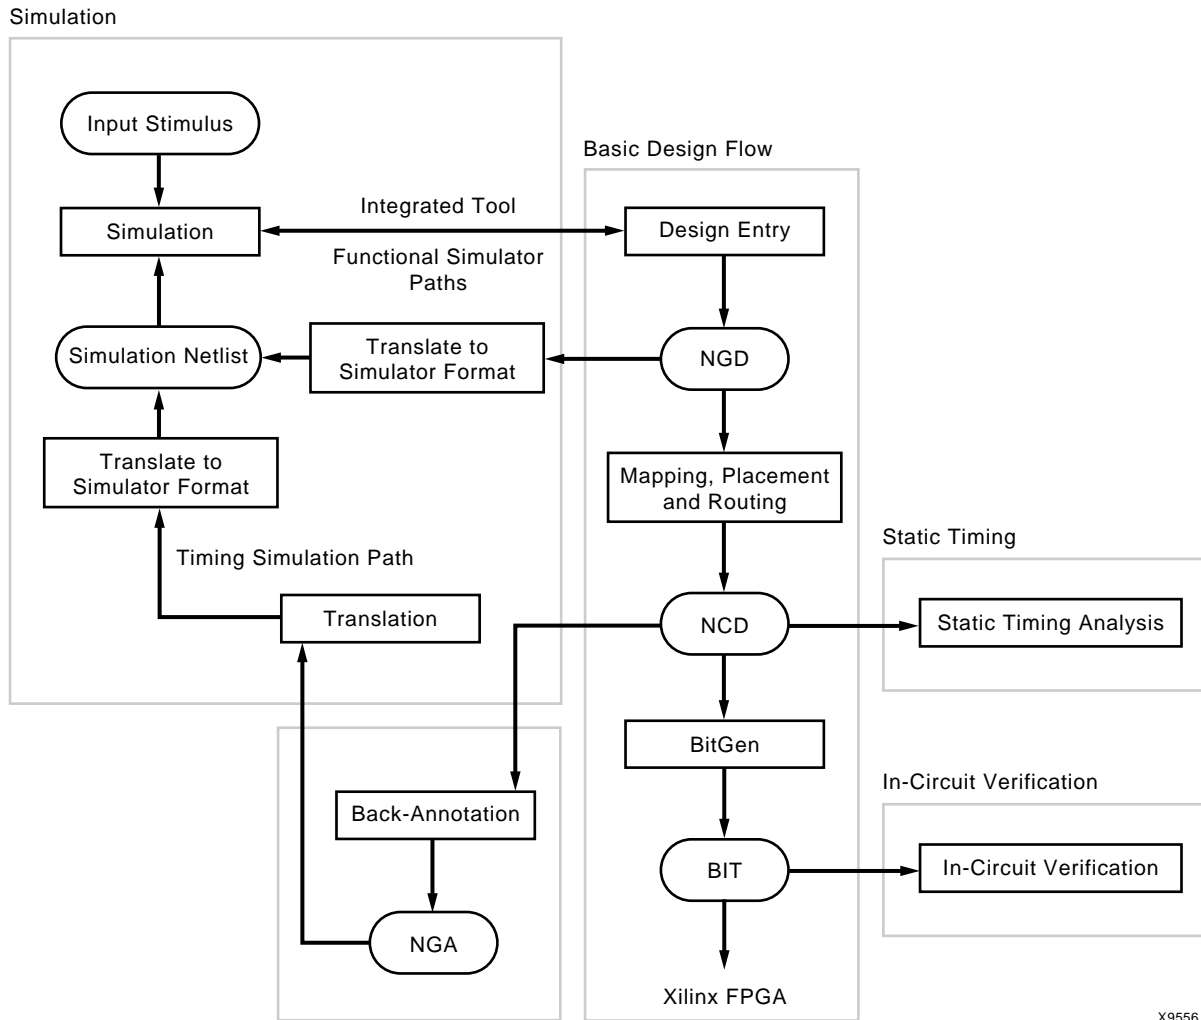 Simulation
Input Stimulus
Simulation
Integrated Tool
Functional Simulator
Paths
Simulation Netlist
Translate to
Simulator Format
Translate to
Simulator Format
Timing Simulation Path
Translation
Back-Annotation
NGA
Basic Design Flow
Design Entry
NGD
Mapping, Placement
and Routing
NCD
BitGen
BIT
Xilinx FPGA
Static Timing
Static Timing Analysis
In-Circuit Verification
In-Circuit Verification
X9556